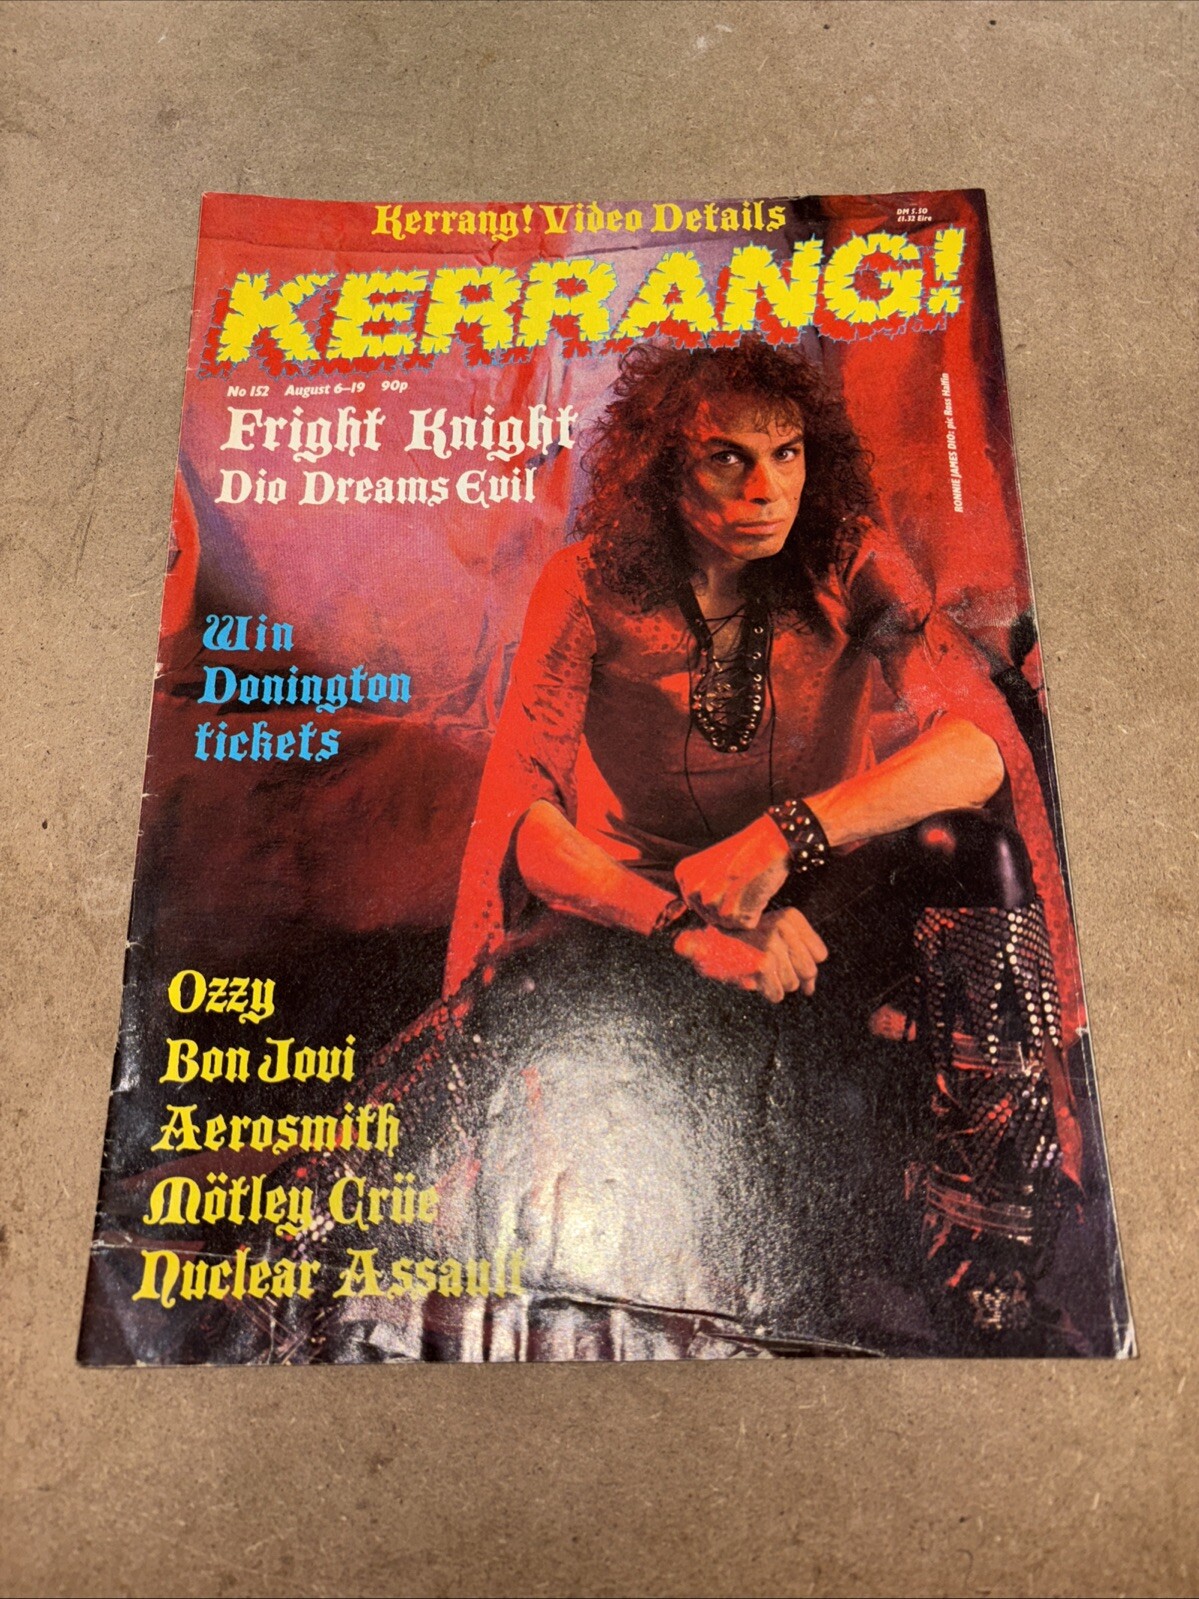 Kerrang! Video Details
DM 5.50
£1.32 Eire
KERRANG!
No 152 August 6–19 90p
Fright Knight
Dio Dreams Evil
RONNIE JAMES DIO: pic Ross Halfin
Win
Donington
tickets
Ozzy
Bon Jovi
Aerosmith
Mötley Crüe
Nuclear Assault